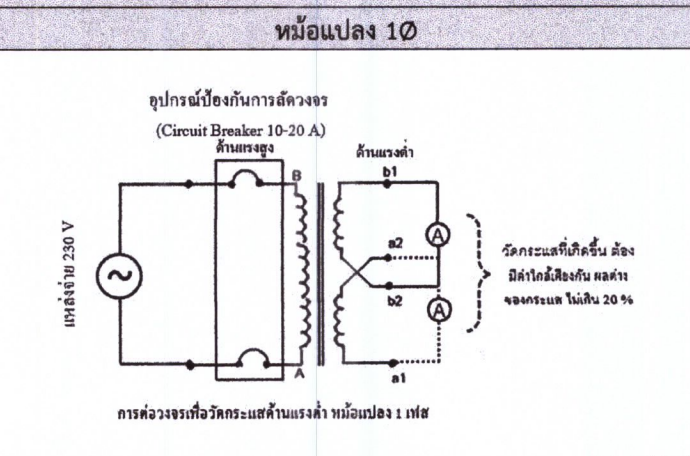 หม้อแปลง 1Ø
อุปกรณ์ป้องกันการลัดวงจร
(Circuit Breaker 10-20 A)
ด้านแรงสูง
ด้านแรงต่ำ
B
b1
A
a2
b2
A
a1
A
แหล่งจ่าย 230 V
วัดกระแสที่เกิดขึ้น ต้อง
มีค่าใกล้เคียงกัน ผลต่าง
ของกระแส ไม่เกิน 20 %
การต่อวงจรเพื่อวัดกระแสด้านแรงต่ำ หม้อแปลง 1 เฟส